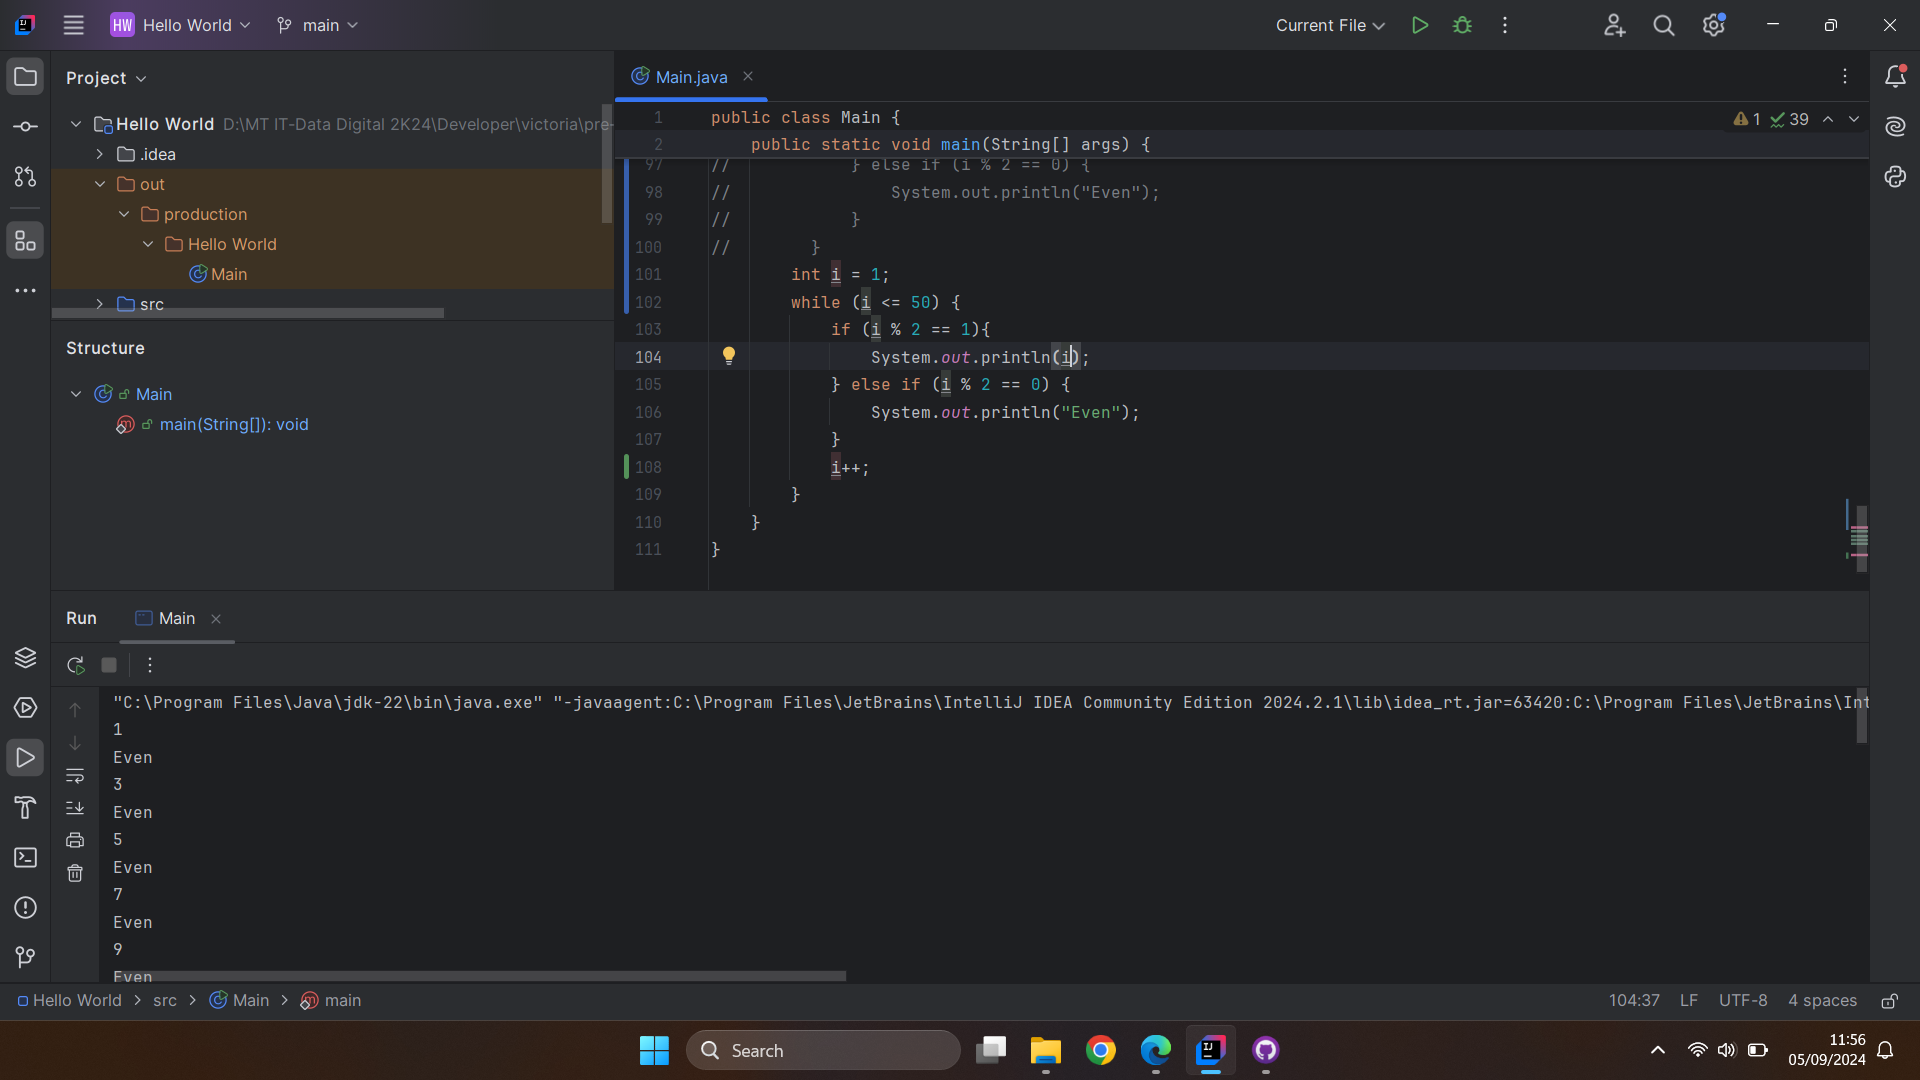 HW Hello World main Current File
Project
Hello World D:\MT IT-Data Digital 2K24\Developer\victoria\pre-
.idea
out
production
Hello World
Main
src
Structure
Main
main(String[]): void
Main.java
1 39
1 public class Main {
2 public static void main(String[] args) {
97 // } else if (i % 2 == 0) {
98 // System.out.println("Even");
99 // }
100 // }
101 int i = 1;
102 while (i <= 50) {
103 if (i % 2 == 1){
104 System.out.println(i);
105 } else if (i % 2 == 0) {
106 System.out.println("Even");
107 }
108 i++;
109 }
110 }
111 }
Run Main
"C:\Program Files\Java\jdk-22\bin\java.exe" "-javaagent:C:\Program Files\JetBrains\IntelliJ IDEA Community Edition 2024.2.1\lib\idea_rt.jar=63420:C:\Program Files\JetBrains\Int
1
Even
3
Even
5
Even
7
Even
9
Even
Hello World > src > Main > main 104:37 LF UTF-8 4 spaces
Search
11:56
05/09/2024